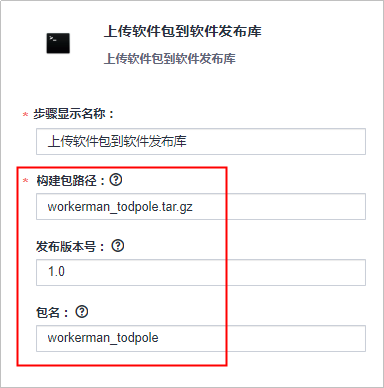 上传软件包到软件发布库
上传软件包到软件发布库
* 步骤显示名称：
上传软件包到软件发布库
* 构建包路径：?
workerman_todpole.tar.gz
发布版本号：?
1.0
包名：?
workerman_todpole